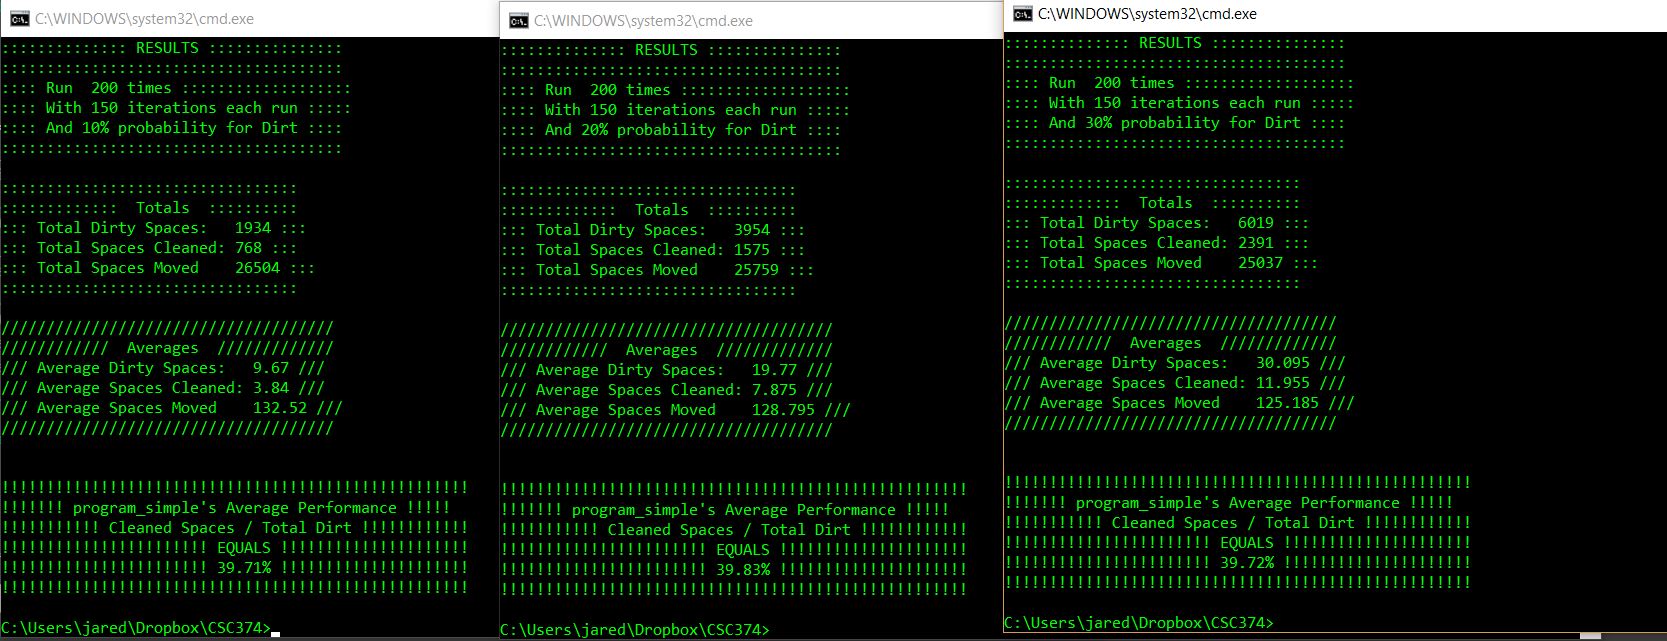 C:\WINDOWS\system32\cmd.exe
:::::::::::::: RESULTS :::::::::::::::
::::::::::::::::::::::::::::::::::::::
:::: Run  200 times :::::::::::::::::::
:::: With 150 iterations each run :::::
:::: And 10% probability for Dirt ::::
::::::::::::::::::::::::::::::::::::::
:::::::::::::::::::::::::::::::::
:::::::::::::  Totals  ::::::::::
::: Total Dirty Spaces:   1934 :::
::: Total Spaces Cleaned: 768 :::
::: Total Spaces Moved    26504 :::
:::::::::::::::::::::::::::::::::
/////////////////////////////////////
////////////  Averages  /////////////
/// Average Dirty Spaces:   9.67 ///
/// Average Spaces Cleaned: 3.84 ///
/// Average Spaces Moved    132.52 ///
/////////////////////////////////////
!!!!!!!!!!!!!!!!!!!!!!!!!!!!!!!!!!!!!!!!!!!!!!!!!!!!
!!!!!!! program_simple's Average Performance !!!!!
!!!!!!!!!!! Cleaned Spaces / Total Dirt !!!!!!!!!!!!
!!!!!!!!!!!!!!!!!!!!!!! EQUALS !!!!!!!!!!!!!!!!!!!!!
!!!!!!!!!!!!!!!!!!!!!!! 39.71% !!!!!!!!!!!!!!!!!!!!!
!!!!!!!!!!!!!!!!!!!!!!!!!!!!!!!!!!!!!!!!!!!!!!!!!!!!
C:\Users\jared\Dropbox\CSC374>
C:\WINDOWS\system32\cmd.exe
:::::::::::::: RESULTS :::::::::::::::
::::::::::::::::::::::::::::::::::::::
:::: Run  200 times :::::::::::::::::::
:::: With 150 iterations each run :::::
:::: And 20% probability for Dirt ::::
::::::::::::::::::::::::::::::::::::::
:::::::::::::::::::::::::::::::::
:::::::::::::  Totals  ::::::::::
::: Total Dirty Spaces:   3954 :::
::: Total Spaces Cleaned: 1575 :::
::: Total Spaces Moved    25759 :::
:::::::::::::::::::::::::::::::::
/////////////////////////////////////
////////////  Averages  /////////////
/// Average Dirty Spaces:   19.77 ///
/// Average Spaces Cleaned: 7.875 ///
/// Average Spaces Moved    128.795 ///
/////////////////////////////////////
!!!!!!!!!!!!!!!!!!!!!!!!!!!!!!!!!!!!!!!!!!!!!!!!!!!!
!!!!!!! program_simple's Average Performance !!!!!
!!!!!!!!!!! Cleaned Spaces / Total Dirt !!!!!!!!!!!!
!!!!!!!!!!!!!!!!!!!!!!! EQUALS !!!!!!!!!!!!!!!!!!!!!
!!!!!!!!!!!!!!!!!!!!!!! 39.83% !!!!!!!!!!!!!!!!!!!!!
!!!!!!!!!!!!!!!!!!!!!!!!!!!!!!!!!!!!!!!!!!!!!!!!!!!!
C:\Users\jared\Dropbox\CSC374>
C:\WINDOWS\system32\cmd.exe
:::::::::::::: RESULTS :::::::::::::::
::::::::::::::::::::::::::::::::::::::
:::: Run  200 times :::::::::::::::::::
:::: With 150 iterations each run :::::
:::: And 30% probability for Dirt ::::
::::::::::::::::::::::::::::::::::::::
:::::::::::::::::::::::::::::::::
:::::::::::::  Totals  ::::::::::
::: Total Dirty Spaces:   6019 :::
::: Total Spaces Cleaned: 2391 :::
::: Total Spaces Moved    25037 :::
:::::::::::::::::::::::::::::::::
/////////////////////////////////////
////////////  Averages  /////////////
/// Average Dirty Spaces:   30.095 ///
/// Average Spaces Cleaned: 11.955 ///
/// Average Spaces Moved    125.185 ///
/////////////////////////////////////
!!!!!!!!!!!!!!!!!!!!!!!!!!!!!!!!!!!!!!!!!!!!!!!!!!!!
!!!!!!! program_simple's Average Performance !!!!!
!!!!!!!!!!! Cleaned Spaces / Total Dirt !!!!!!!!!!!!
!!!!!!!!!!!!!!!!!!!!!!! EQUALS !!!!!!!!!!!!!!!!!!!!!
!!!!!!!!!!!!!!!!!!!!!!! 39.72% !!!!!!!!!!!!!!!!!!!!!
!!!!!!!!!!!!!!!!!!!!!!!!!!!!!!!!!!!!!!!!!!!!!!!!!!!!
C:\Users\jared\Dropbox\CSC374>